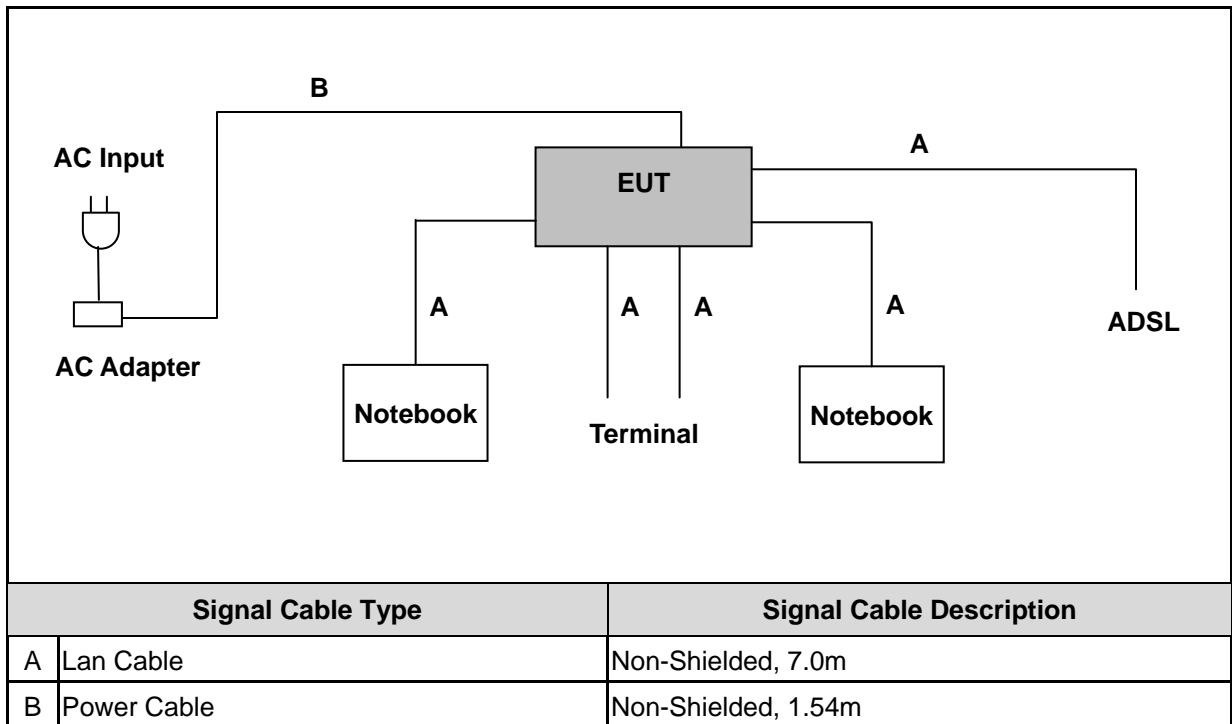 B
A
AC Input
EUT
A
A
A
A
ADSL
AC Adapter
Notebook
Terminal
Notebook
Signal Cable Type
Signal Cable Description
A
Lan Cable
Non-Shielded, 7.0m
B
Power Cable
Non-Shielded, 1.54m